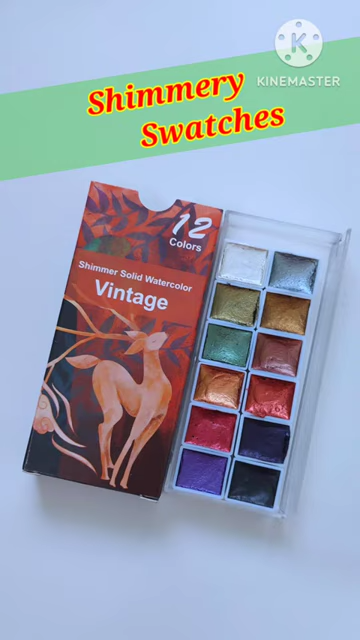 KINEMASTER
Shimmery
Swatches
12
Colors
Shimmer Solid Watercolor
Vintage